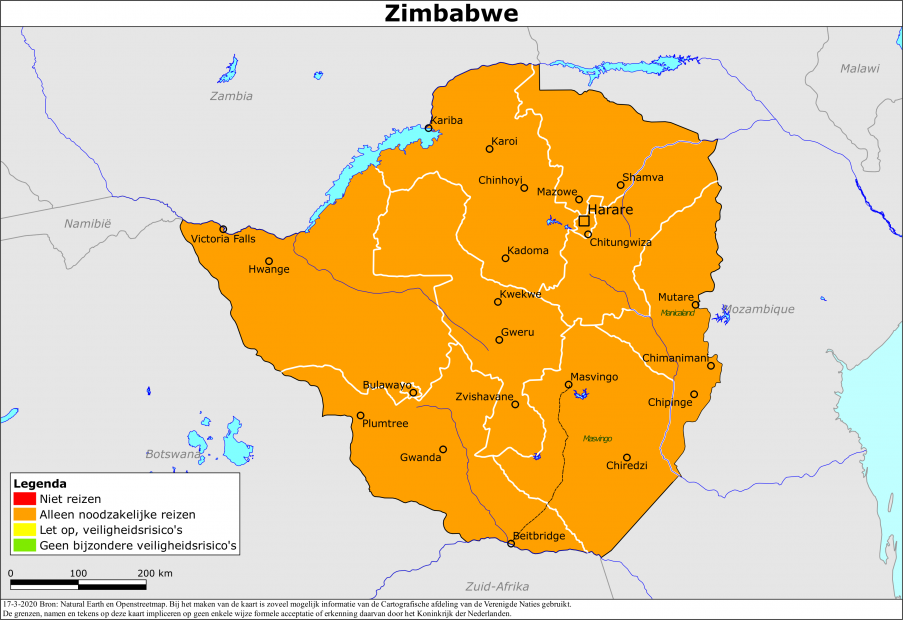 Zimbabwe
Malawi
Zambia
Kariba
Karoi
Chinhoyi
Shamva
Mazowe
Harare
Namibië
Victoria Falls
Chitungwiza
Kadoma
Hwange
Kwekwe
Mutare
Manicaland
Mozambique
Gweru
Chimanimani
Bulawayo
Masvingo
Zvishavane
Chipinge
Plumtree
Masvingo
Botswana
Gwanda
Chiredzi
Legenda
Niet reizen
Alleen noodzakelijke reizen
Let op, veiligheidsrisico's
Geen bijzondere veiligheidsrisico's
Beitbridge
0 100 200 km
Zuid-Afrika
17-3-2020 Bron: Natural Earth en Openstreetmap. Bij het maken van de kaart is zoveel mogelijk informatie van de Cartografische afdeling van de Verenigde Naties gebruikt.
De grenzen, namen en tekens op deze kaart impliceren op geen enkele wijze formele acceptatie of erkenning daarvan door het Koninkrijk der Nederlanden.